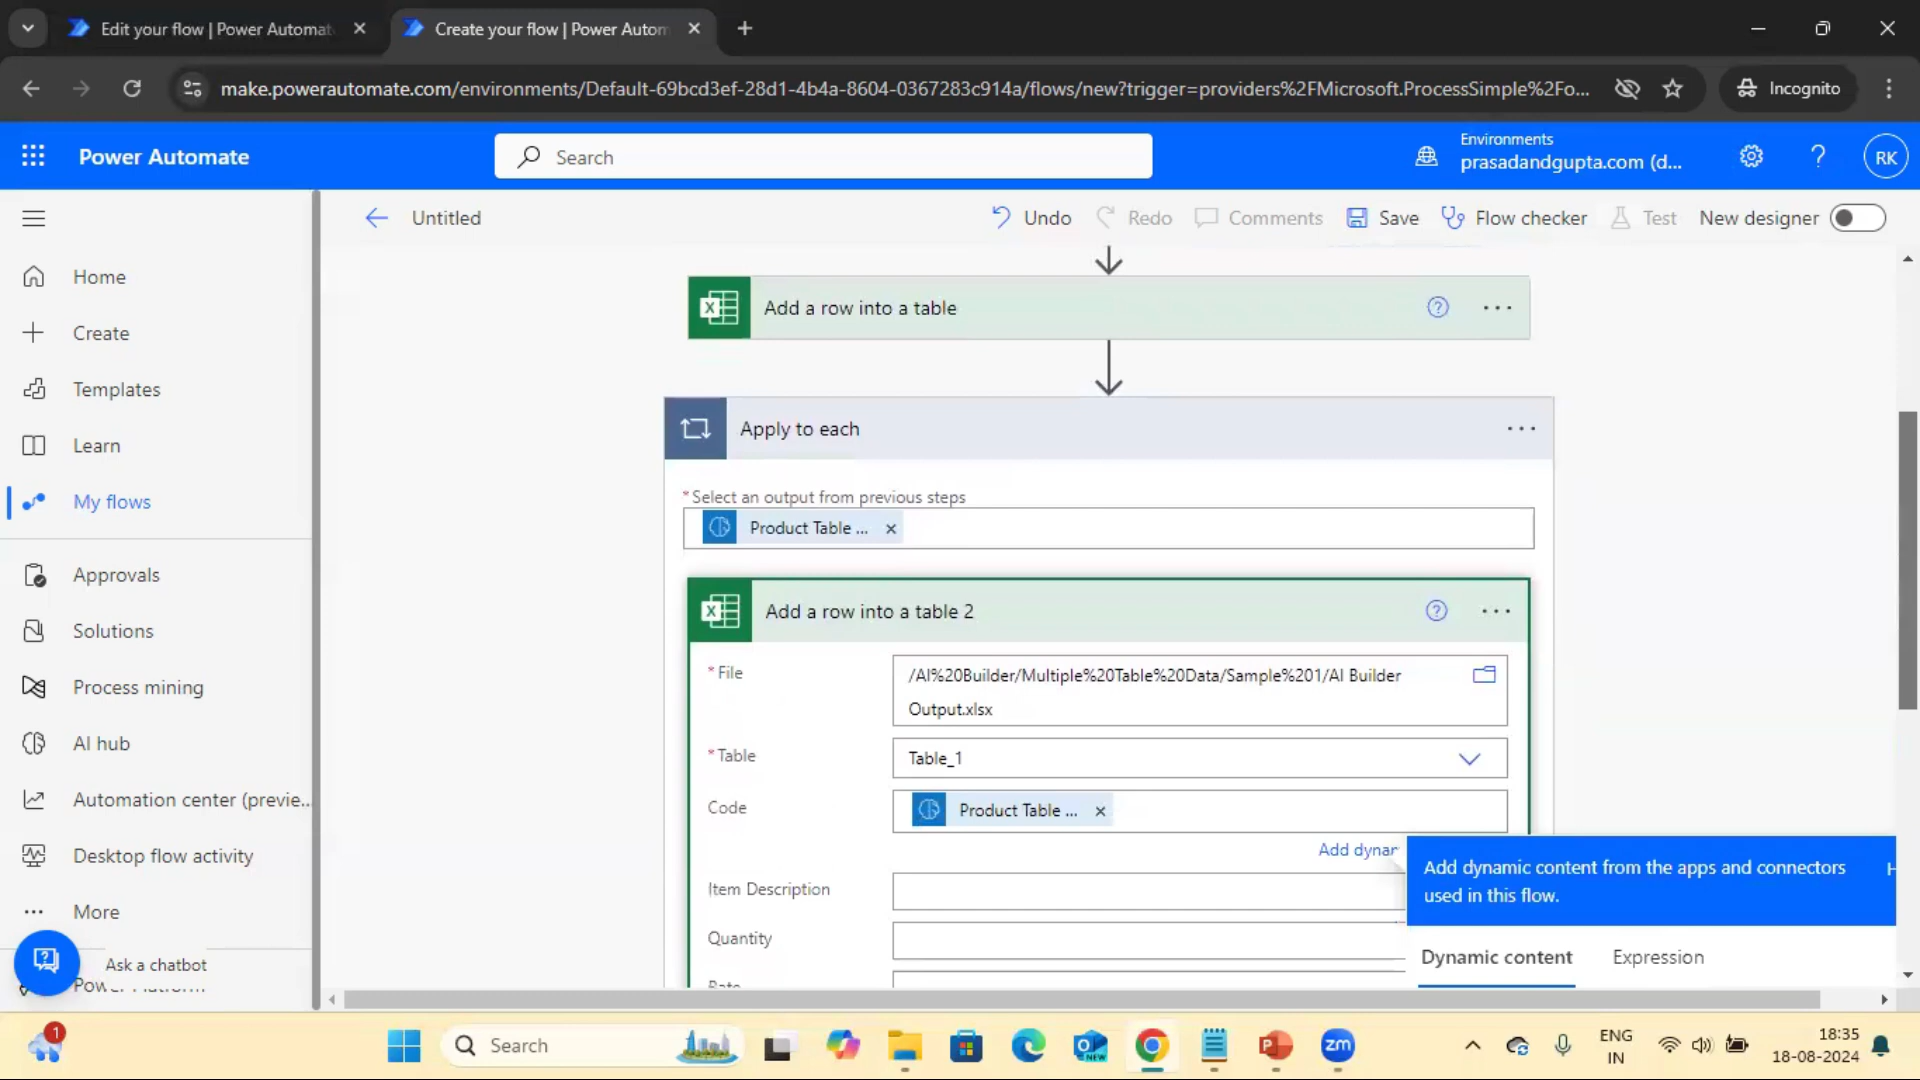 Edit your flow | Power Automat
Create your flow | Power Autom
make.powerautomate.com/environments/Default-69bcd3ef-28d1-4b4a-8604-0367283c914a/flows/new?trigger=providers%2FMicrosoft.ProcessSimple%2Fo...
Incognito
Power Automate
Search
Environments
prasadandgupta.com (d...
RK
Untitled
Undo
Redo
Comments
Save
Flow checker
Test
New designer
Home
Create
Templates
Learn
My flows
Approvals
Solutions
Process mining
AI hub
Automation center (previe...
Desktop flow activity
More
Ask a chatbot
Add a row into a table
Apply to each
* Select an output from previous steps
Product Table ...
Add a row into a table 2
* File
/AI%20Builder/Multiple%20Table%20Data/Sample%201/AI Builder
Output.xlsx
* Table
Table_1
Code
Product Table ...
Add dynar
Item Description
Quantity
Add dynamic content from the apps and connectors
used in this flow.
Dynamic content
Expression
1
Search
NEW
zm
ENG
IN
18:35
18-08-2024